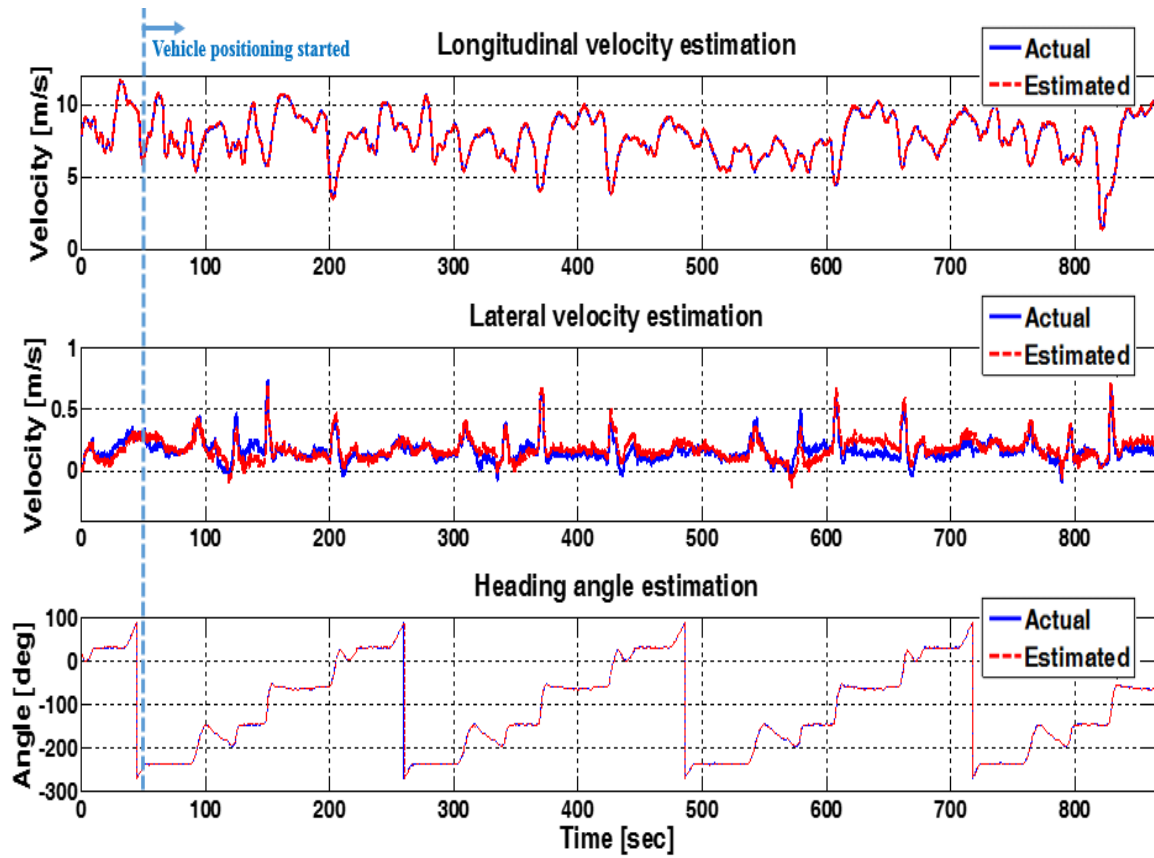 Vehicle positioning started
Longitudinal velocity estimation
Actual
Estimated
Velocity [m/s]
10
5
0
0 100 200 300 400 500 600 700 800
Lateral velocity estimation
Actual
Estimated
Velocity [m/s]
1
0.5
0
0 100 200 300 400 500 600 700 800
Heading angle estimation
Actual
Estimated
Angle [deg]
100
0
-100
-200
-300
0 100 200 300 400 500 600 700 800
Time [sec]